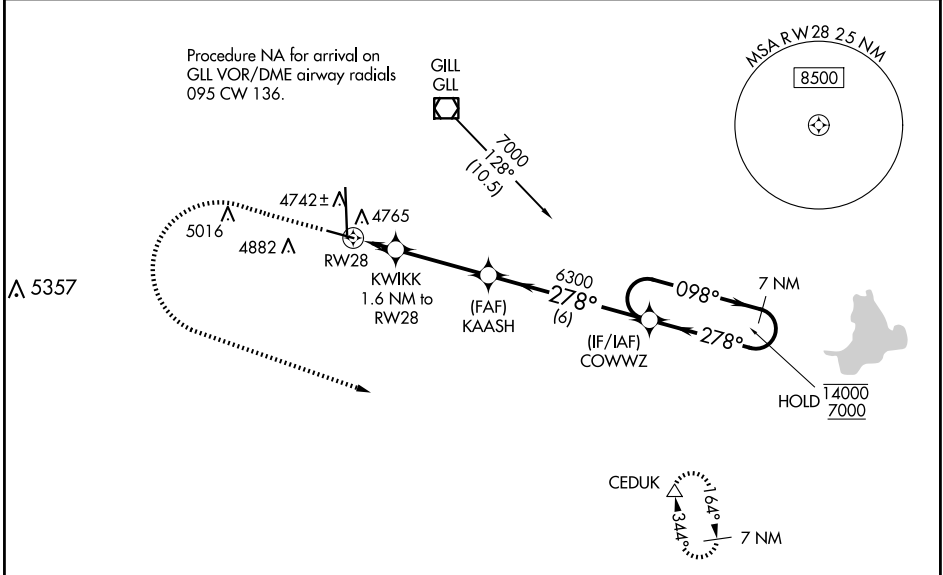 Procedure NA for arrival on
GLL VOR/DME airway radials
095 CW 136.
GILL
GLL
7000
128°
(10.5)
MSA RW28 25 NM
8500
4742±
4765
5016
4882
RW28
5357
KWIKK
1.6 NM to
RW28
(FAF)
KAASH
6300
278°
(6)
(IF/IAF)
COWWZ
098°
7 NM
278°
HOLD
14000
7000
CEDUK
164°
344°
7 NM